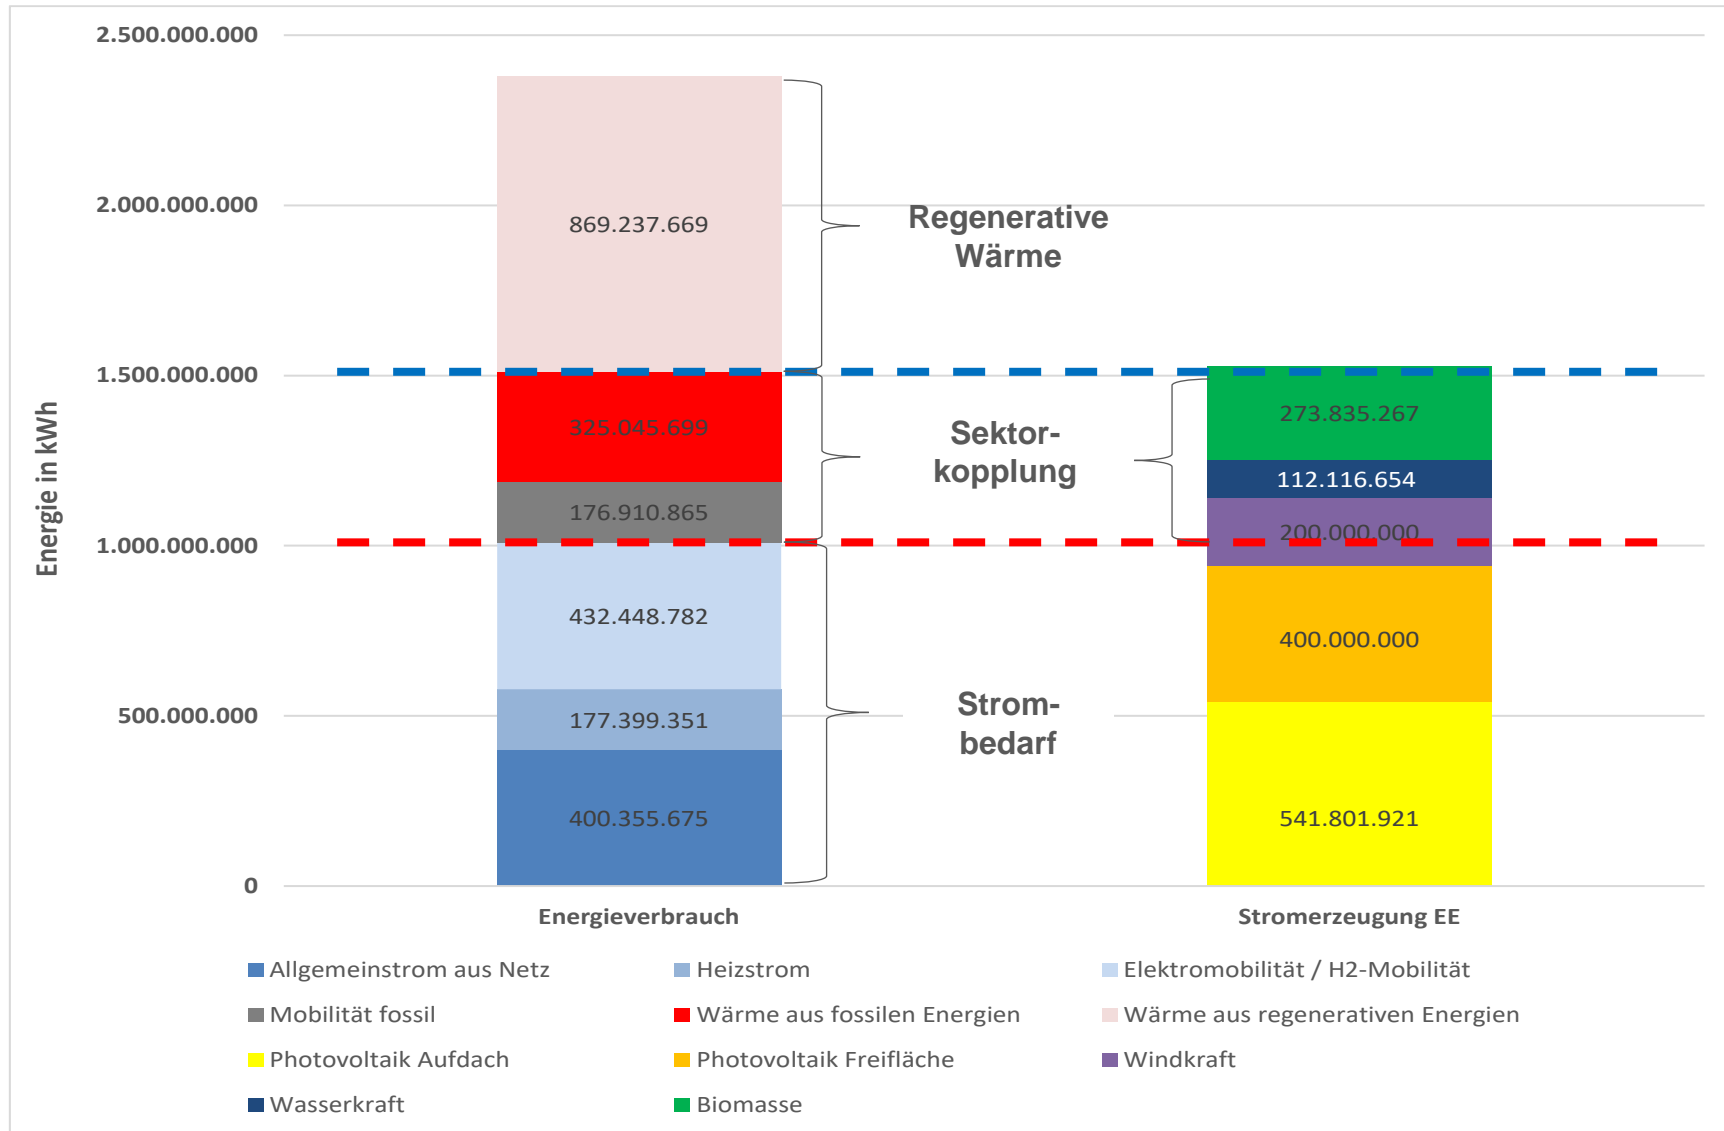 2.500.000.000
2.000.000.000
1.500.000.000
1.000.000.000
500.000.000
0
Energie in kWh
869.237.669
325.045.699
176.910.865
432.448.782
177.399.351
400.355.675
Regenerative
Wärme
Sektor-
kopplung
Strom-
bedarf
273.835.267
112.116.654
200.000.000
400.000.000
541.801.921
Energieverbrauch
Stromerzeugung EE
Allgemeinstrom aus Netz
Heizstrom
Elektromobilität / H2-Mobilität
Mobilität fossil
Wärme aus fossilen Energien
Wärme aus regenerativen Energien
Photovoltaik Aufdach
Photovoltaik Freifläche
Windkraft
Wasserkraft
Biomasse